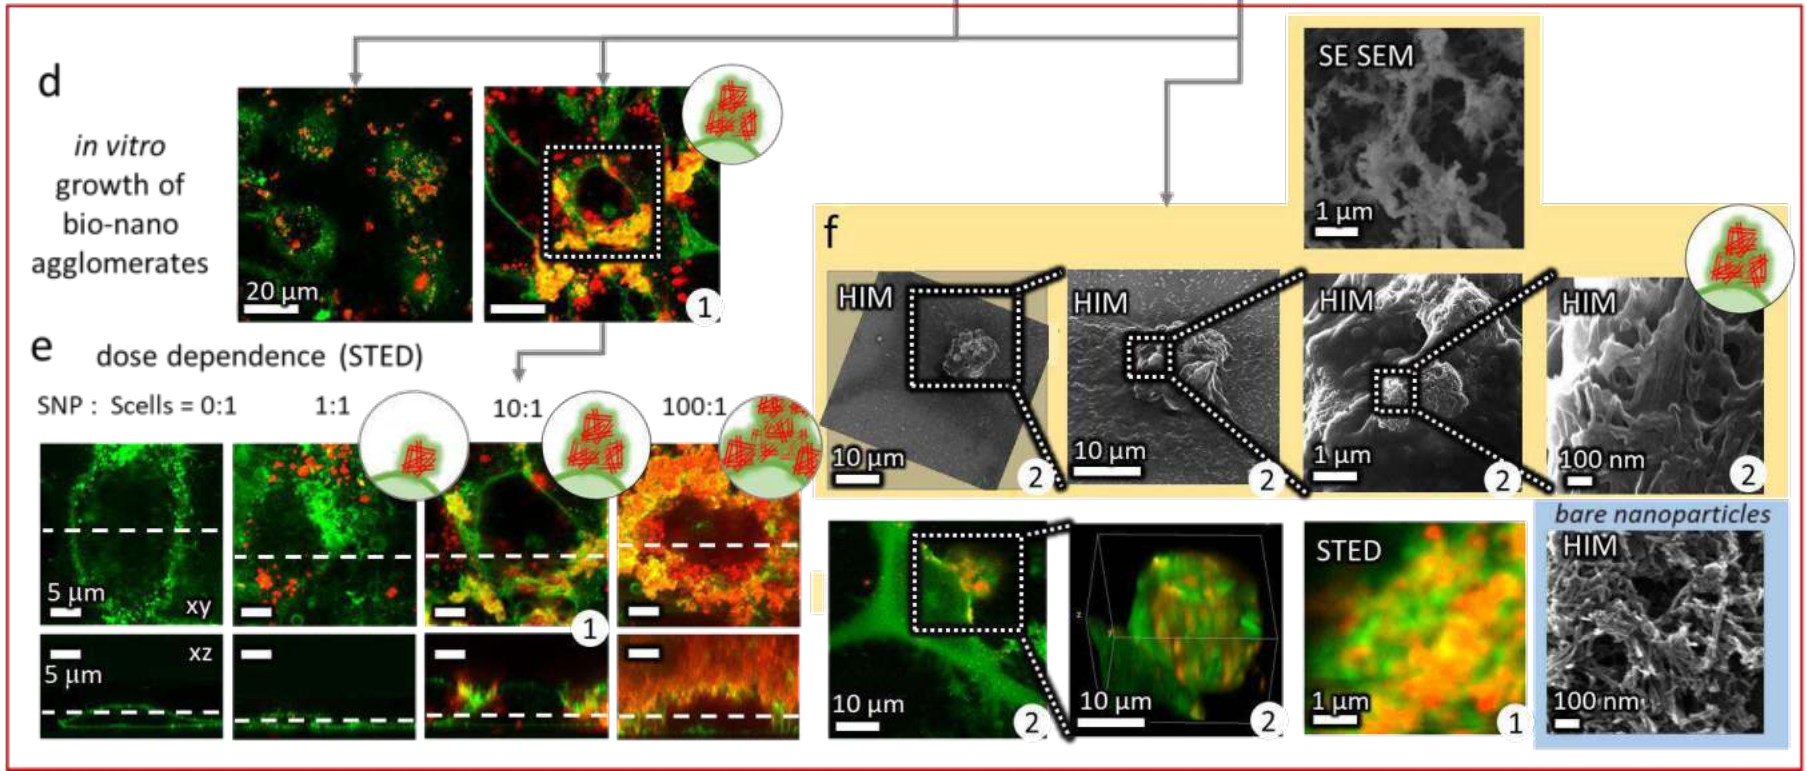 d
in vitro
growth of
bio-nano
agglomerates
20 µm
1
e dose dependence (STED)
SNP : Scells = 0:1 1:1 10:1 100:1
5 µm
xy
1
5 µm
xz
SE SEM
1 µm
f
HIM
10 µm
2
HIM
10 µm
2
HIM
1 µm
2
HIM
100 nm
2
10 µm
2
z
10 µm
2
STED
1 µm
1
bare nanoparticles
HIM
100 nm